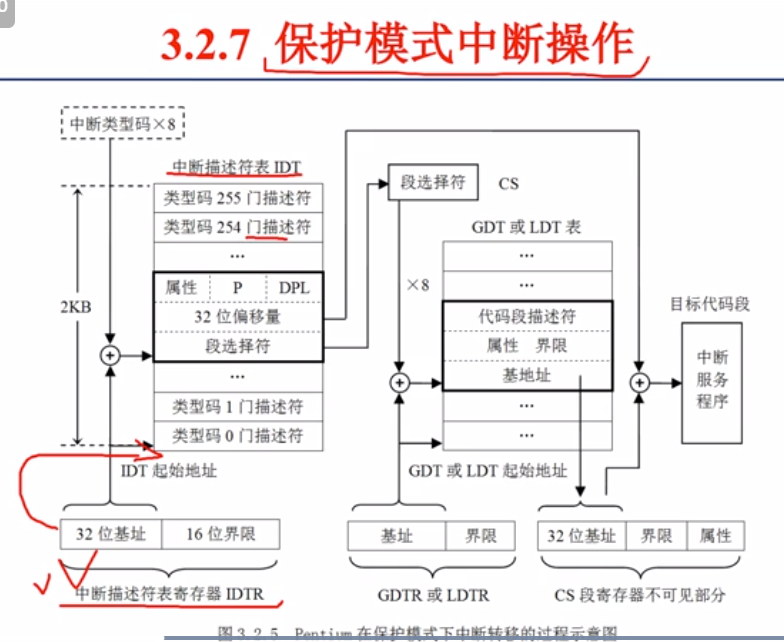 0
3.2.7 保护模式中断操作
中断类型码×8
中断描述符表 IDT
类型码 255 门描述符
类型码 254 门描述符
…
属性 P DPL
32 位偏移量
段选择符
…
类型码 1 门描述符
类型码 0 门描述符
2KB
IDT 起始地址
32 位基址 16 位界限
中断描述符表寄存器 IDTR
段选择符 CS
×8
GDT 或 LDT 表
…
…
代码段描述符
属性 界限
基地址
…
…
GDT 或 LDT 起始地址
基址 界限
GDTR 或 LDTR
目标代码段
中断
服务
程序
32 位基址 界限 属性
CS 段寄存器不可见部分
图 3.2.5 Pentium 在保护模式下中断转移的过程示意图